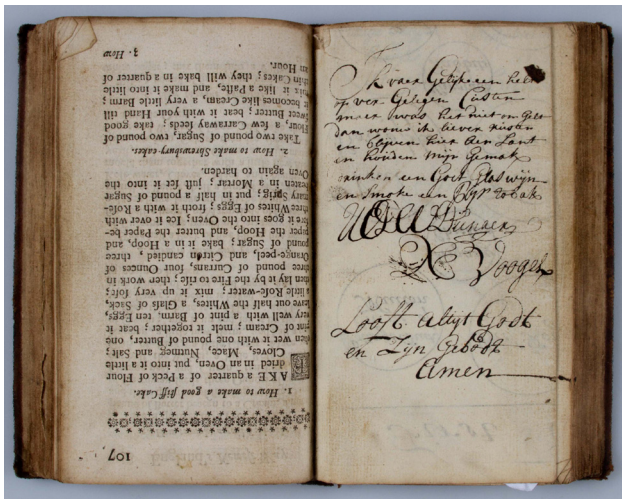 107
1. How to make a good ſtiff Cake.
TAKE a quarter of a Peck of Flour
dried in an Oven, put into it a little
Cloves, Mace, Nutmeg and Salt;
then wet it with one pound of Butter, one
pint of Cream; melt it together; beat it
very well with a pint of Barm, ten Eggs,
leave out half the Whites, a Glaſs of Sack,
little Roſe-water; mix it up very ſoft;
then lay it by the Fire to riſe; then work in
three pound of Currans, four Ounces of
Orange-peel, and Citron candied, three
pound of Sugar; bake it in a Hoop, and
paper the Hoop, and butter the Paper be-
fore it goes into the Oven; Ice it over with
three Whites of Eggs; froth it with a Roſe-
mary Sprig; put in half a pound of Sugar
beaten in a Mortar; juſt ſet it into the
Oven again to harden.
2. How to make Shrewsbury-cakes.
Take two pound of Sugar, two pound of
Flour, a few Carraway ſeeds; take good
ſweet Butter; beat it with your Hand till
it becomes like Cream, a very little Barm;
make it like a Paſte, and make it into little
thin Cakes; they will bake in a quarter of
an Hour.
3. How
Ik vaer Gelijk een helt
op ver Gelegen Custen
maer was het niet om Gelt
dan wouw ik liever rusten
en Blijven hier Aen Lant
en houden Mijn Gemak
drinken een Goet Glas wijn
en Smoke een Pijp tobak
Voogel
Looft Altyt Godt
en Zijn Gebodt
Amen